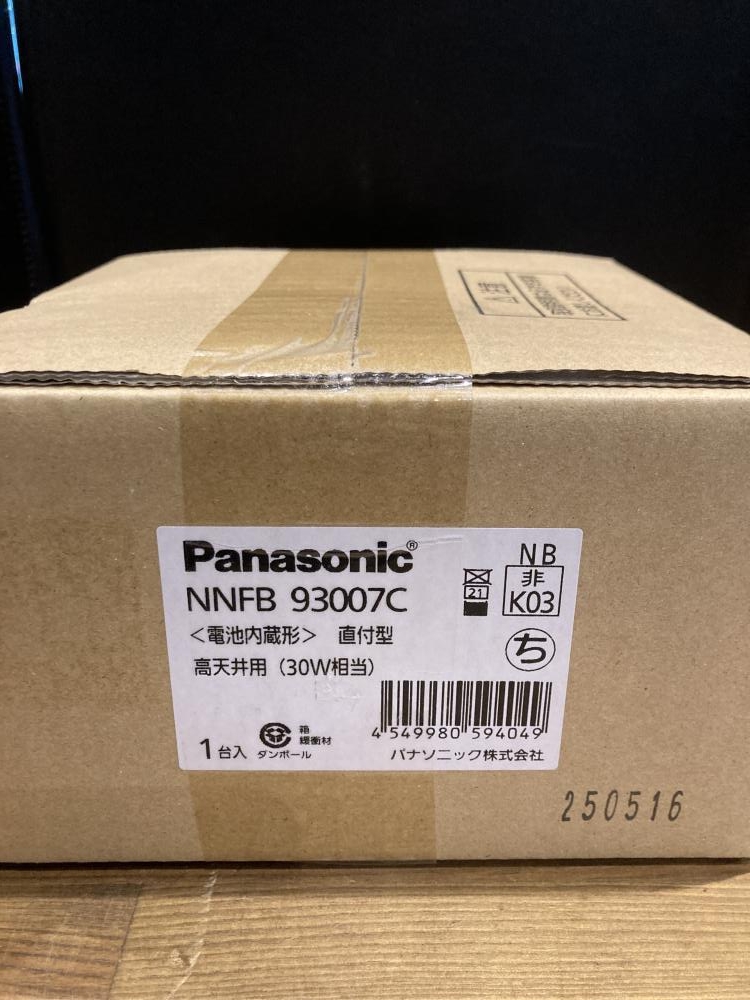 Panasonic®
NB
NNFB 93007C
21
非
K03
<電池内蔵形> 直付型
ち
高天井用(30W相当)
4 549980 594049
1台入
ダンボール
箱
緩衝材
パナソニック株式会社
250516